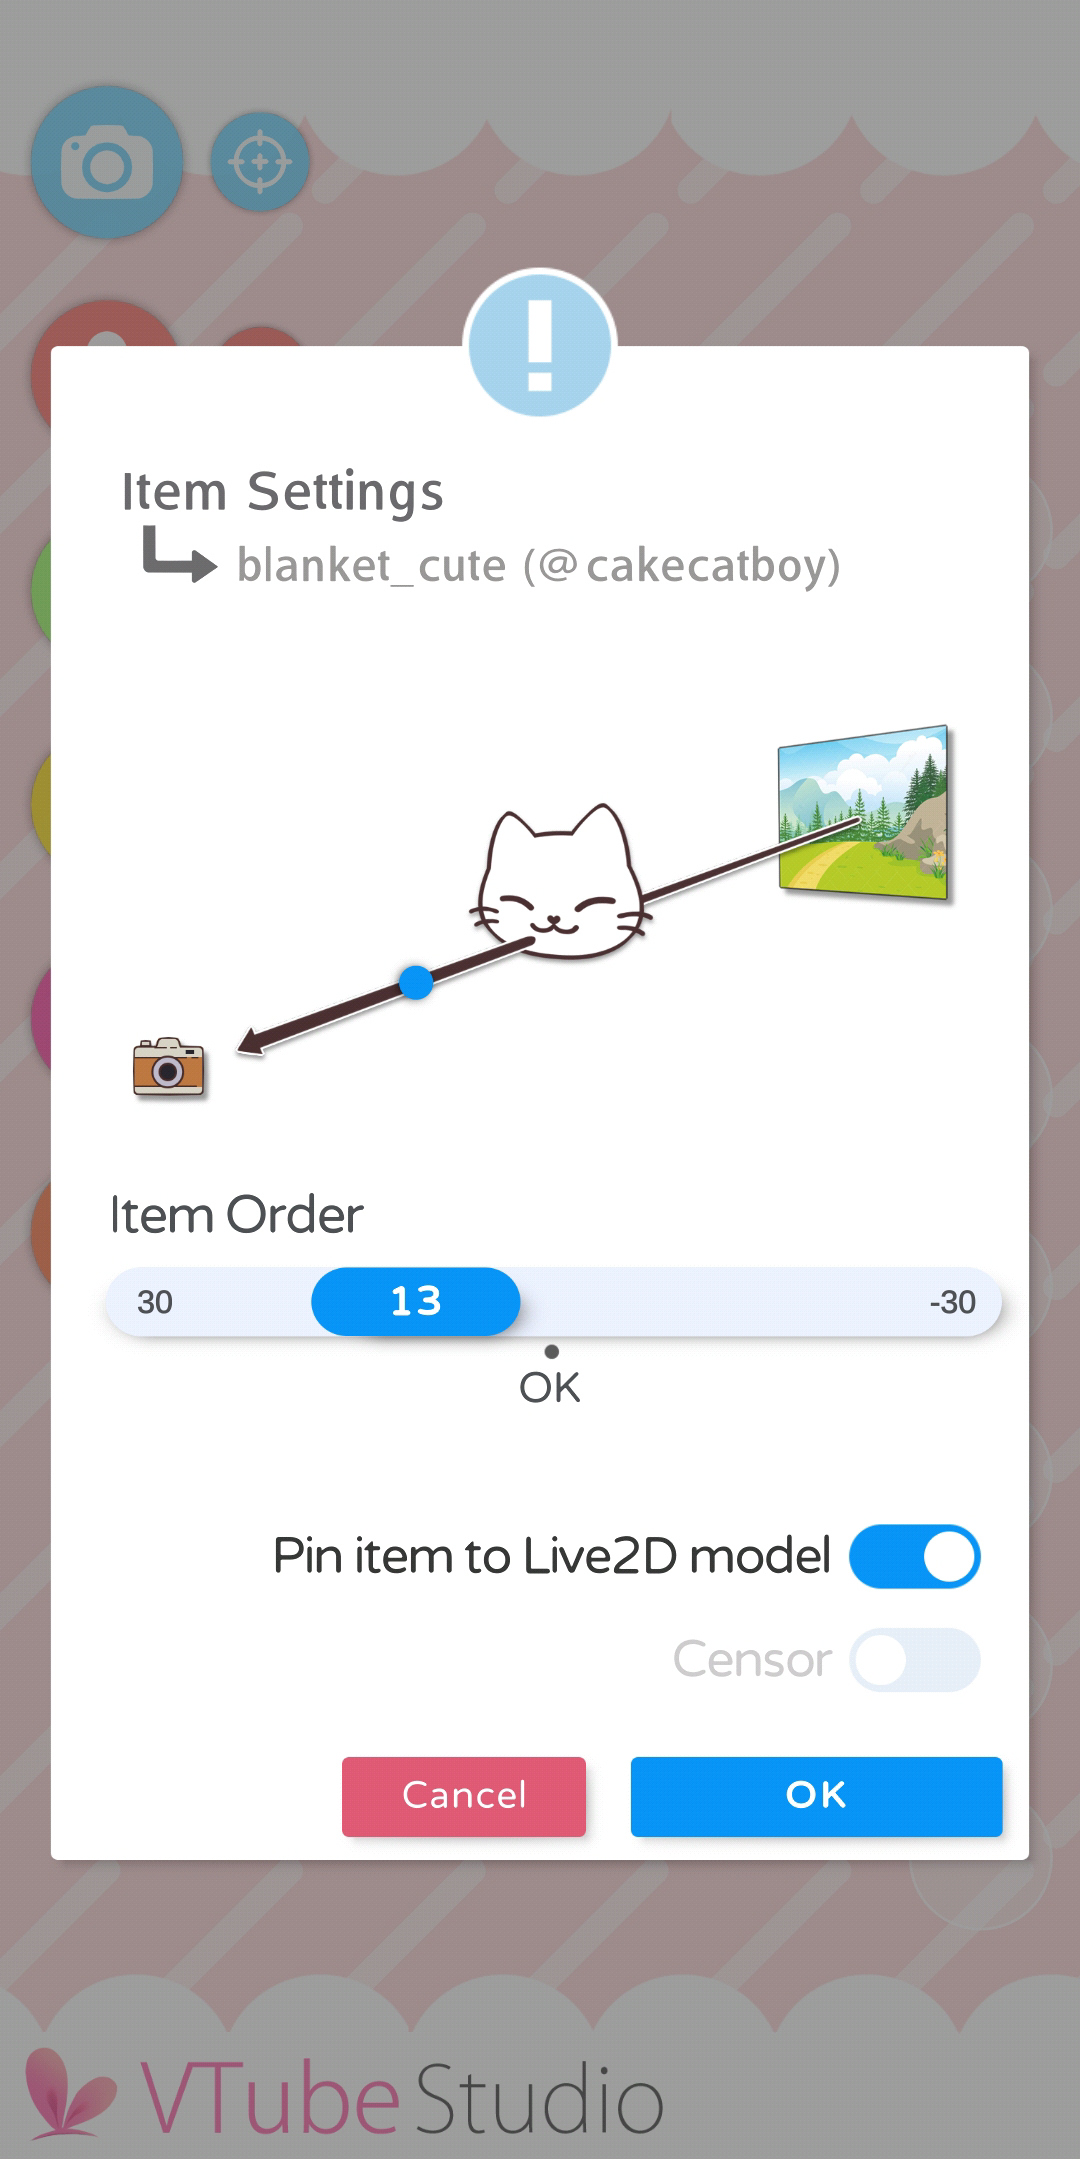 Item Settings
blanket_cute (@cakecatboy)
Item Order
30
13
-30
OK
Pin item to Live2D model
Censor
Cancel
OK
VTube Studio